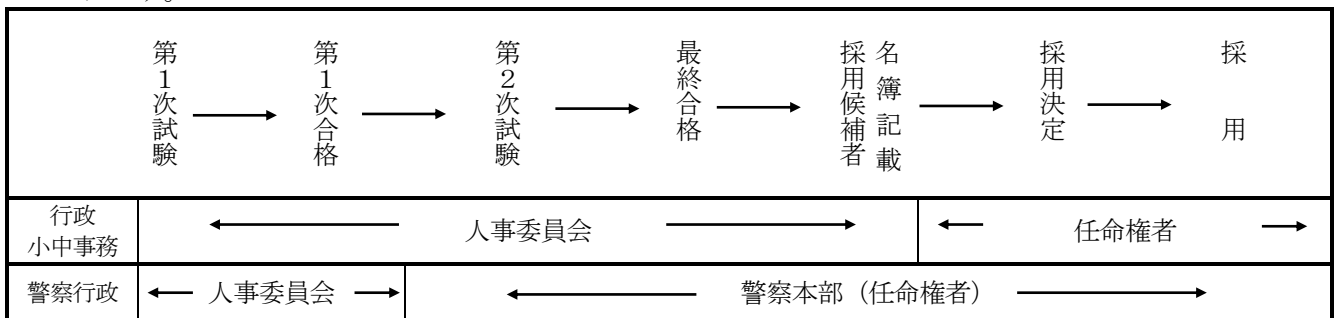 第1次試験
第1次合格
第2次試験
最終合格
名簿記載
採用候補者
採用決定
採用
行政
小中事務
人事委員会
任命権者
警察行政
人事委員会
警察本部（任命権者）